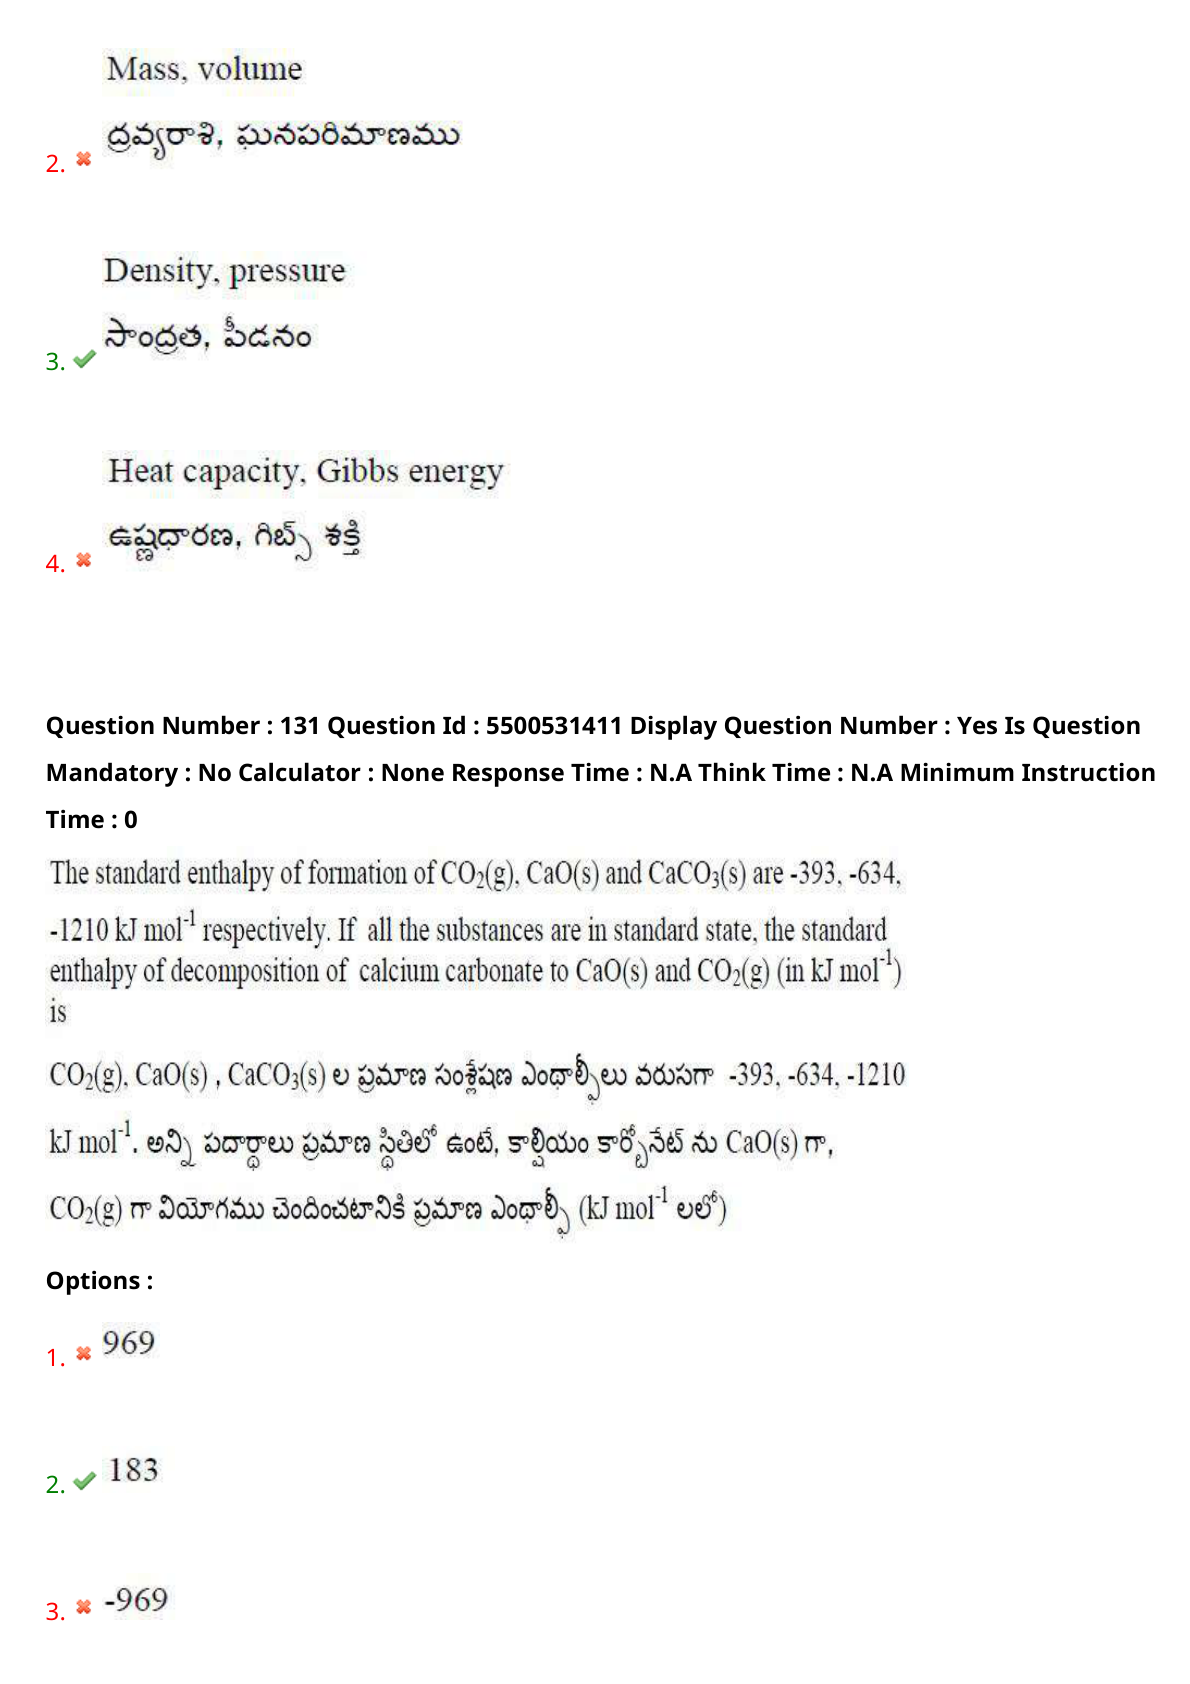 Mass, volume
ద్రవ్యరాశి, ఘనపరిమాణము
2.
Density, pressure
సాంద్రత, పీడనం
3.
Heat capacity, Gibbs energy
ఉష్ణధారణ, గిబ్స్ శక్తి
4.
Question Number : 131 Question Id : 5500531411 Display Question Number : Yes Is Question
Mandatory : No Calculator : None Response Time : N.A Think Time : N.A Minimum Instruction
Time : 0
The standard enthalpy of formation of CO₂(g), CaO(s) and CaCO₃(s) are -393, -634,
-1210 kJ mol⁻¹ respectively. If all the substances are in standard state, the standard
enthalpy of decomposition of calcium carbonate to CaO(s) and CO₂(g) (in kJ mol⁻¹)
is
CO₂(g), CaO(s) , CaCO₃(s) ల ప్రమాణ సంశ్లేషణ ఎంథాల్పీలు వరుసగా -393, -634, -1210
kJ mol⁻¹. అన్ని పదార్థాలు ప్రమాణ స్థితిలో ఉంటే, కాల్షియం కార్బోనేట్ ను CaO(s) గా,
CO₂(g) గా వియోగము చెందించటానికి ప్రమాణ ఎంథాల్పీ (kJ mol⁻¹ లలో)
Options :
1. 969
2. 183
3. -969